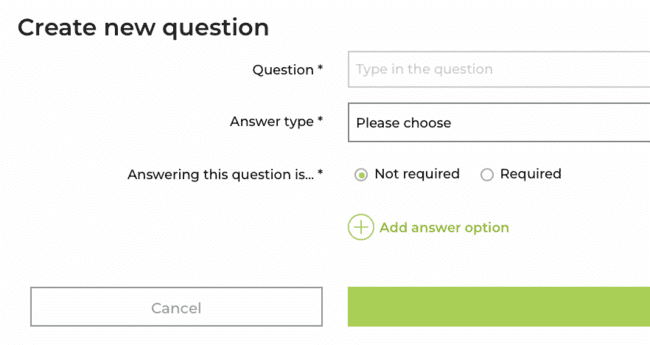 Create new question
Question *
Type in the question
Answer type *
Please choose
Answering this question is... *
Not required
Required
Add answer option
Cancel